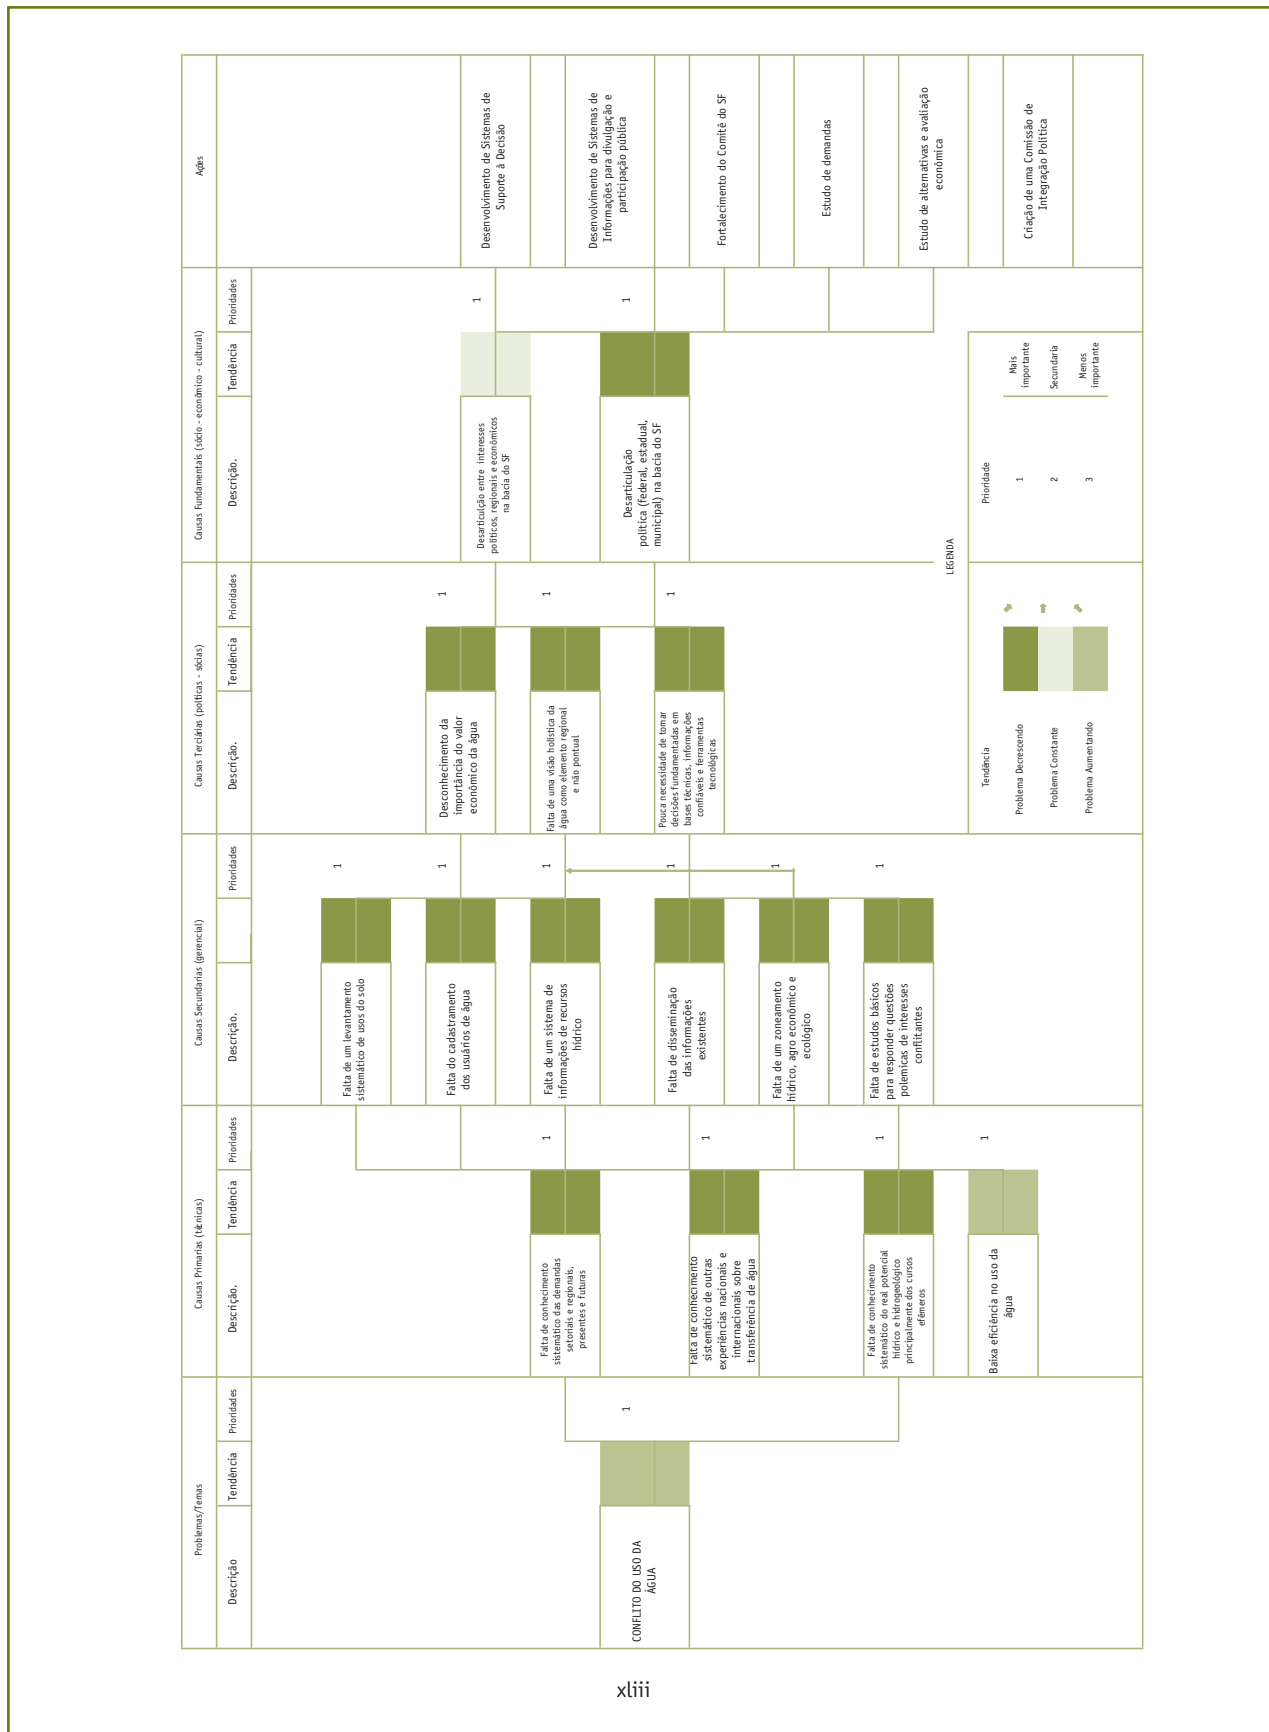 Problemas/Temas
Causas Primarias (técnicas)
Causas Secundarias (gerencial)
Causas Terciárias (políticas - sócias)
Causas Fundamentais (sócio - econômico - cultural)
Ações
Descrição
Tendência
Prioridades
Descrição.
Tendência
Prioridades
Descrição.
Prioridades
Descrição.
Tendência
Prioridades
Descrição.
Tendência
Prioridades
CONFLITO DO USO DA
ÁGUA
1
Falta de conhecimento
sistemático das demandas
setoriais e regionais,
presentes e futuras
1
Falta de conhecimento
sistemático de outras
experiências nacionais e
internacionais sobre
transferência de água
1
Falta de conhecimento
sistemático do real potencial
hídrico e hidrogeológico
principalmente dos cursos
efêmeros
1
Baixa eficiência no uso da
água
1
Falta de um levantamento
sistemático de usos do solo
1
Falta do cadastramento
dos usuários de água
1
Falta de um sistema de
informações de recursos
hídrico
1
Falta de disseminação
das informações
existentes
1
Falta de um zoneamento
hídrico, agro econômico e
ecológico
1
Falta de estudos básicos
para responder questões
polemicas de interesses
conflitantes
1
Desconhecimento da
importância do valor
econômico da água
1
Falta de uma visão holística da
água como elemento regional
e não pontual
1
Pouca necessidade de tomar
decisões fundamentadas em
bases técnicas, informações
confiáveis e ferramentas
tecnológicas
1
Desarticulção entre interesses
políticos, regionais e econômicos
na bacia do SF
1
Desarticulação
política (federal, estadual,
municipal) na bacia do SF
1
Desenvolvimento de Sistemas de
Suporte à Decisão
Desenvolvimento de Sistemas de
Informações para divulgação e
participação pública
Fortalecimento do Comitê do SF
Estudo de demandas
Estudo de alternativas e avaliação
econômica
Criação de uma Comissão de
Integração Política
LEGENDA
Tendência
Prioridade
Problema Decrescendo
1
Mais
importante
Problema Constante
2
Secundaria
Problema Aumentando
3
Menos
importante
xliii